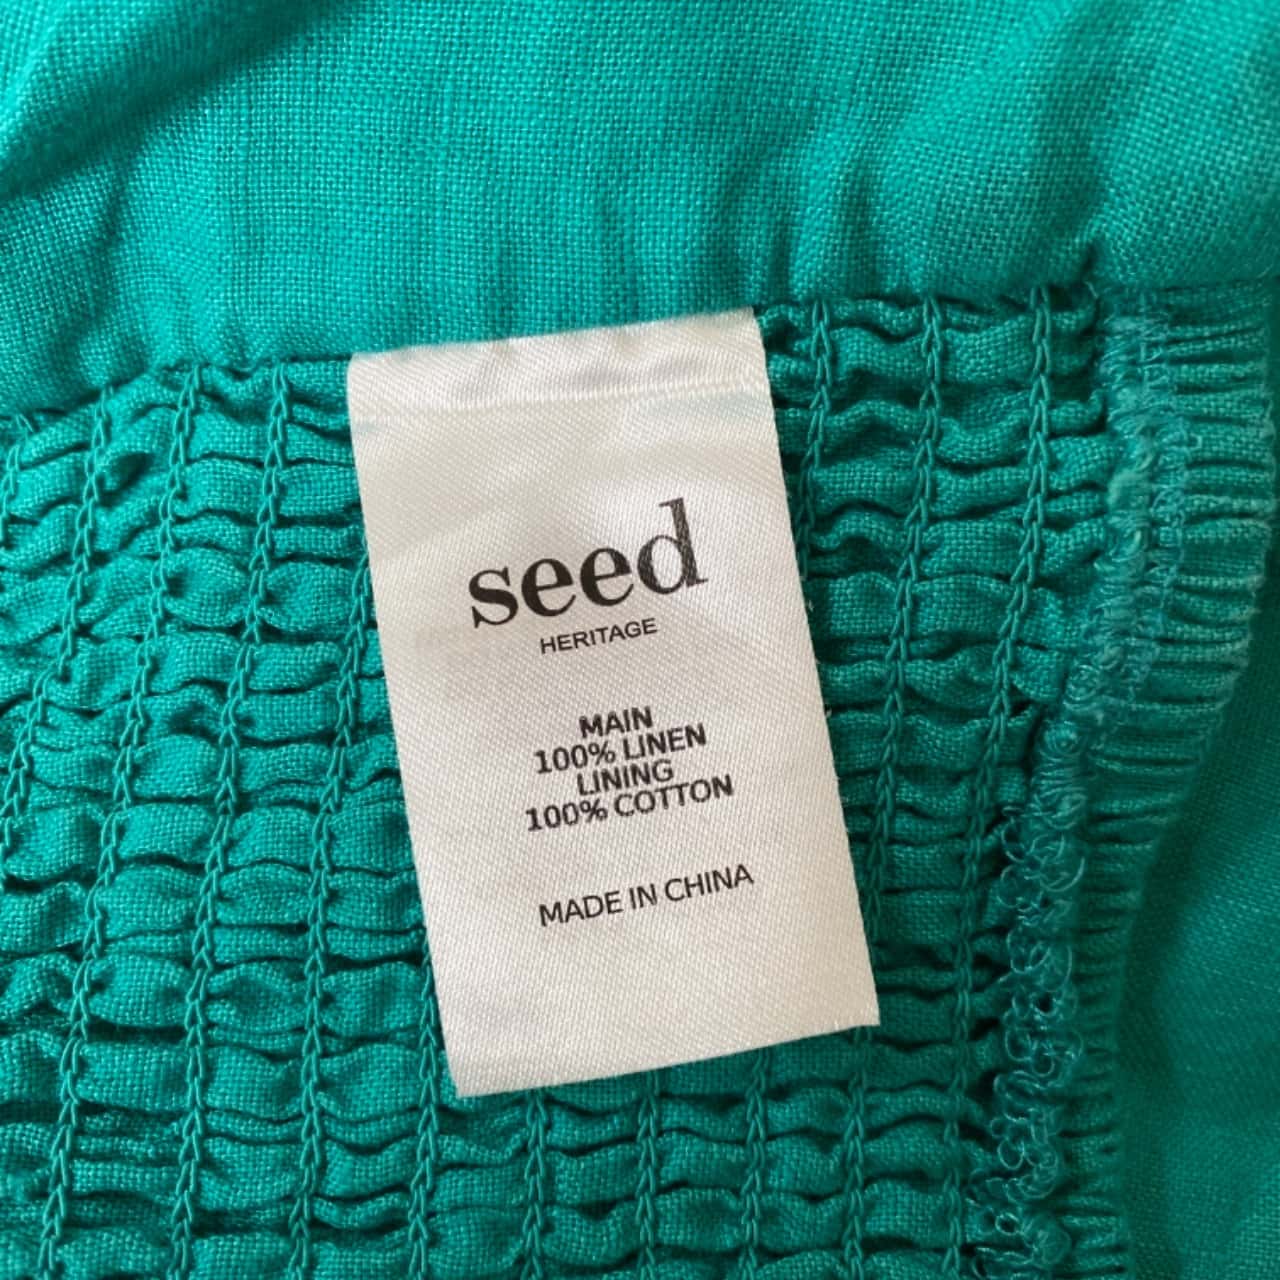 seed
HERITAGE
MAIN
100% LINEN
LINING
100% COTTON
MADE IN CHINA